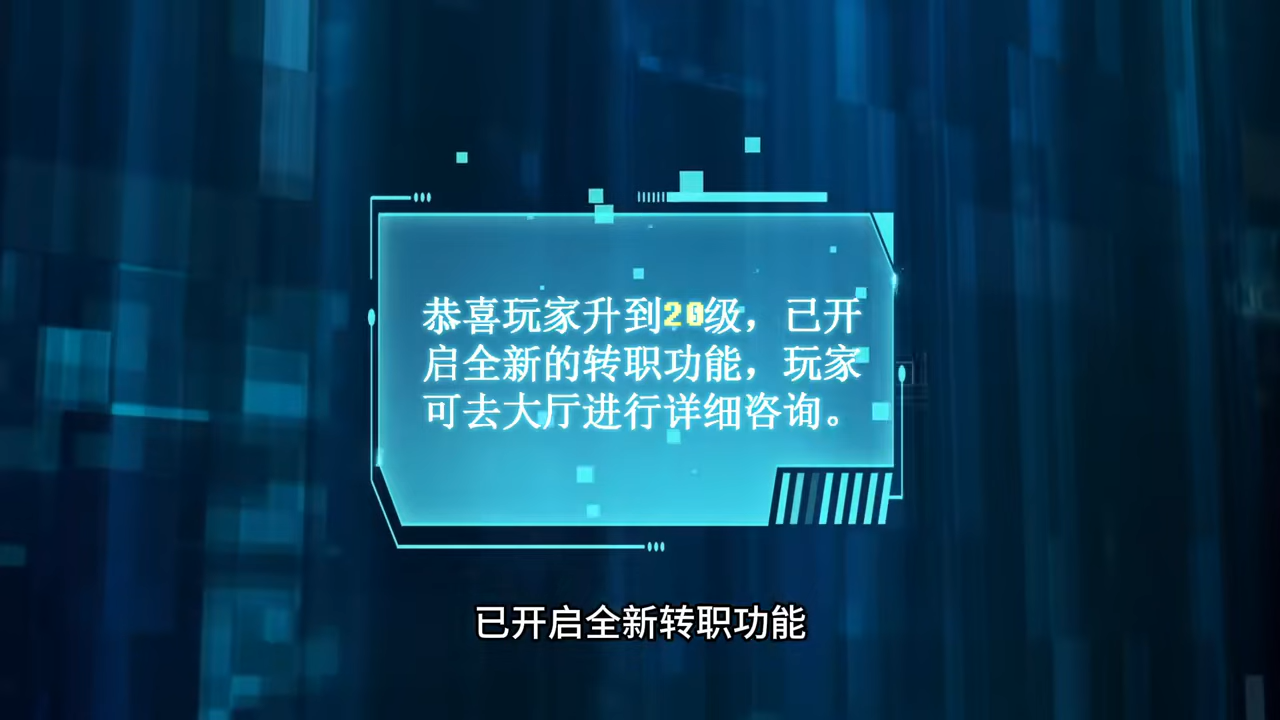 恭喜玩家升到20级，已开
启全新的转职功能，玩家
可去大厅进行详细咨询。
已开启全新转职功能